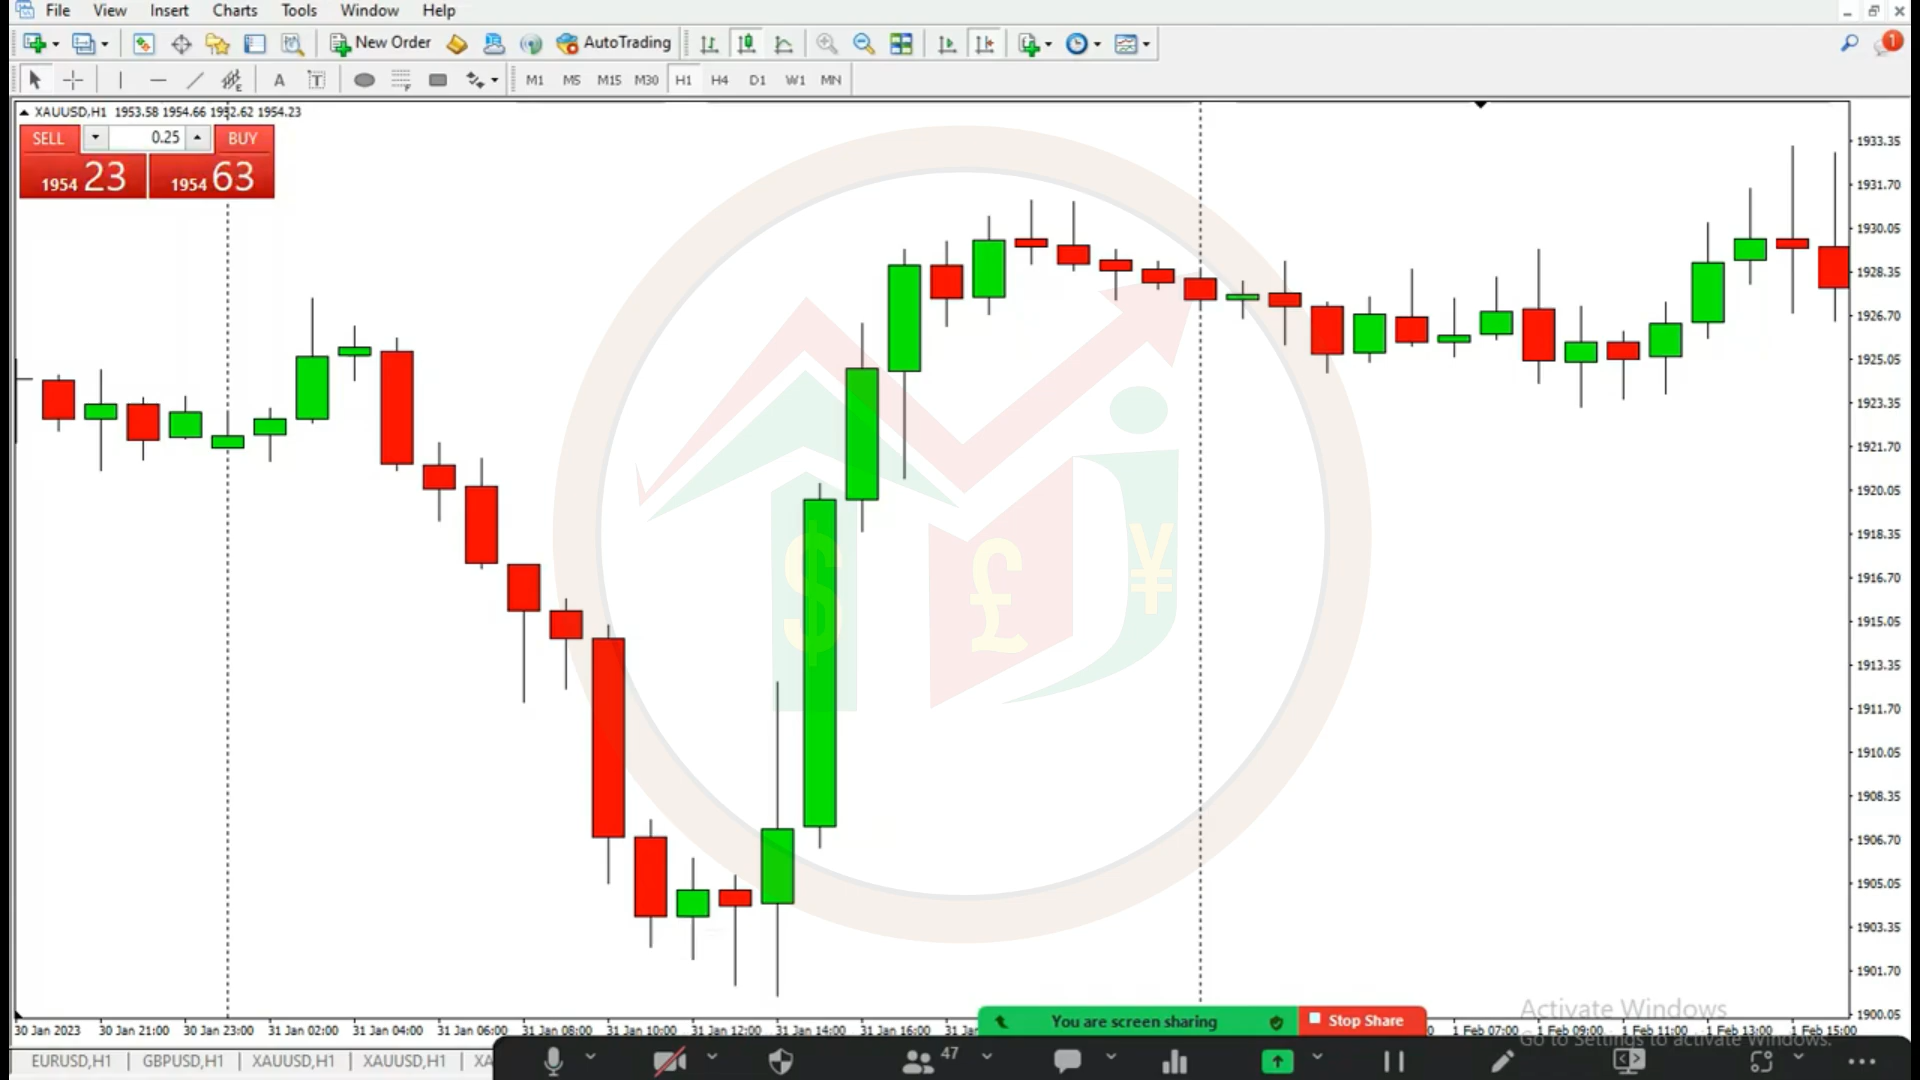 File View Insert Charts Tools Window Help
New Order AutoTrading 1
A T M1 M5 M15 M30 H1 H4 D1 W1 MN
XAUUSD,H1 1953.58 1954.66 1952.62 1954.23
SELL 0.25 BUY
1954 23 1954 63
1933.35
1931.70
1930.05
1928.35
1926.70
1925.05
1923.35
1921.70
1920.05
1918.35
1916.70
1915.05
1913.35
1911.70
1910.05
1908.35
1906.70
1905.05
1903.35
1901.70
1900.05
$ £ ¥
Activate Windows
Go to Settings to activate Windows.
30 Jan 2023 30 Jan 21:00 30 Jan 23:00 31 Jan 02:00 31 Jan 04:00 31 Jan 06:00 31 Jan 08:00 31 Jan 10:00 31 Jan 12:00 31 Jan 14:00 31 Jan 16:00 1 Feb 07:00 1 Feb 09:00 1 Feb 11:00 1 Feb 13:00 1 Feb 15:00
You are screen sharing Stop Share
EURUSD,H1 GBPUSD,H1 XAUUSD,H1 XAUUSD,H1 XA
47